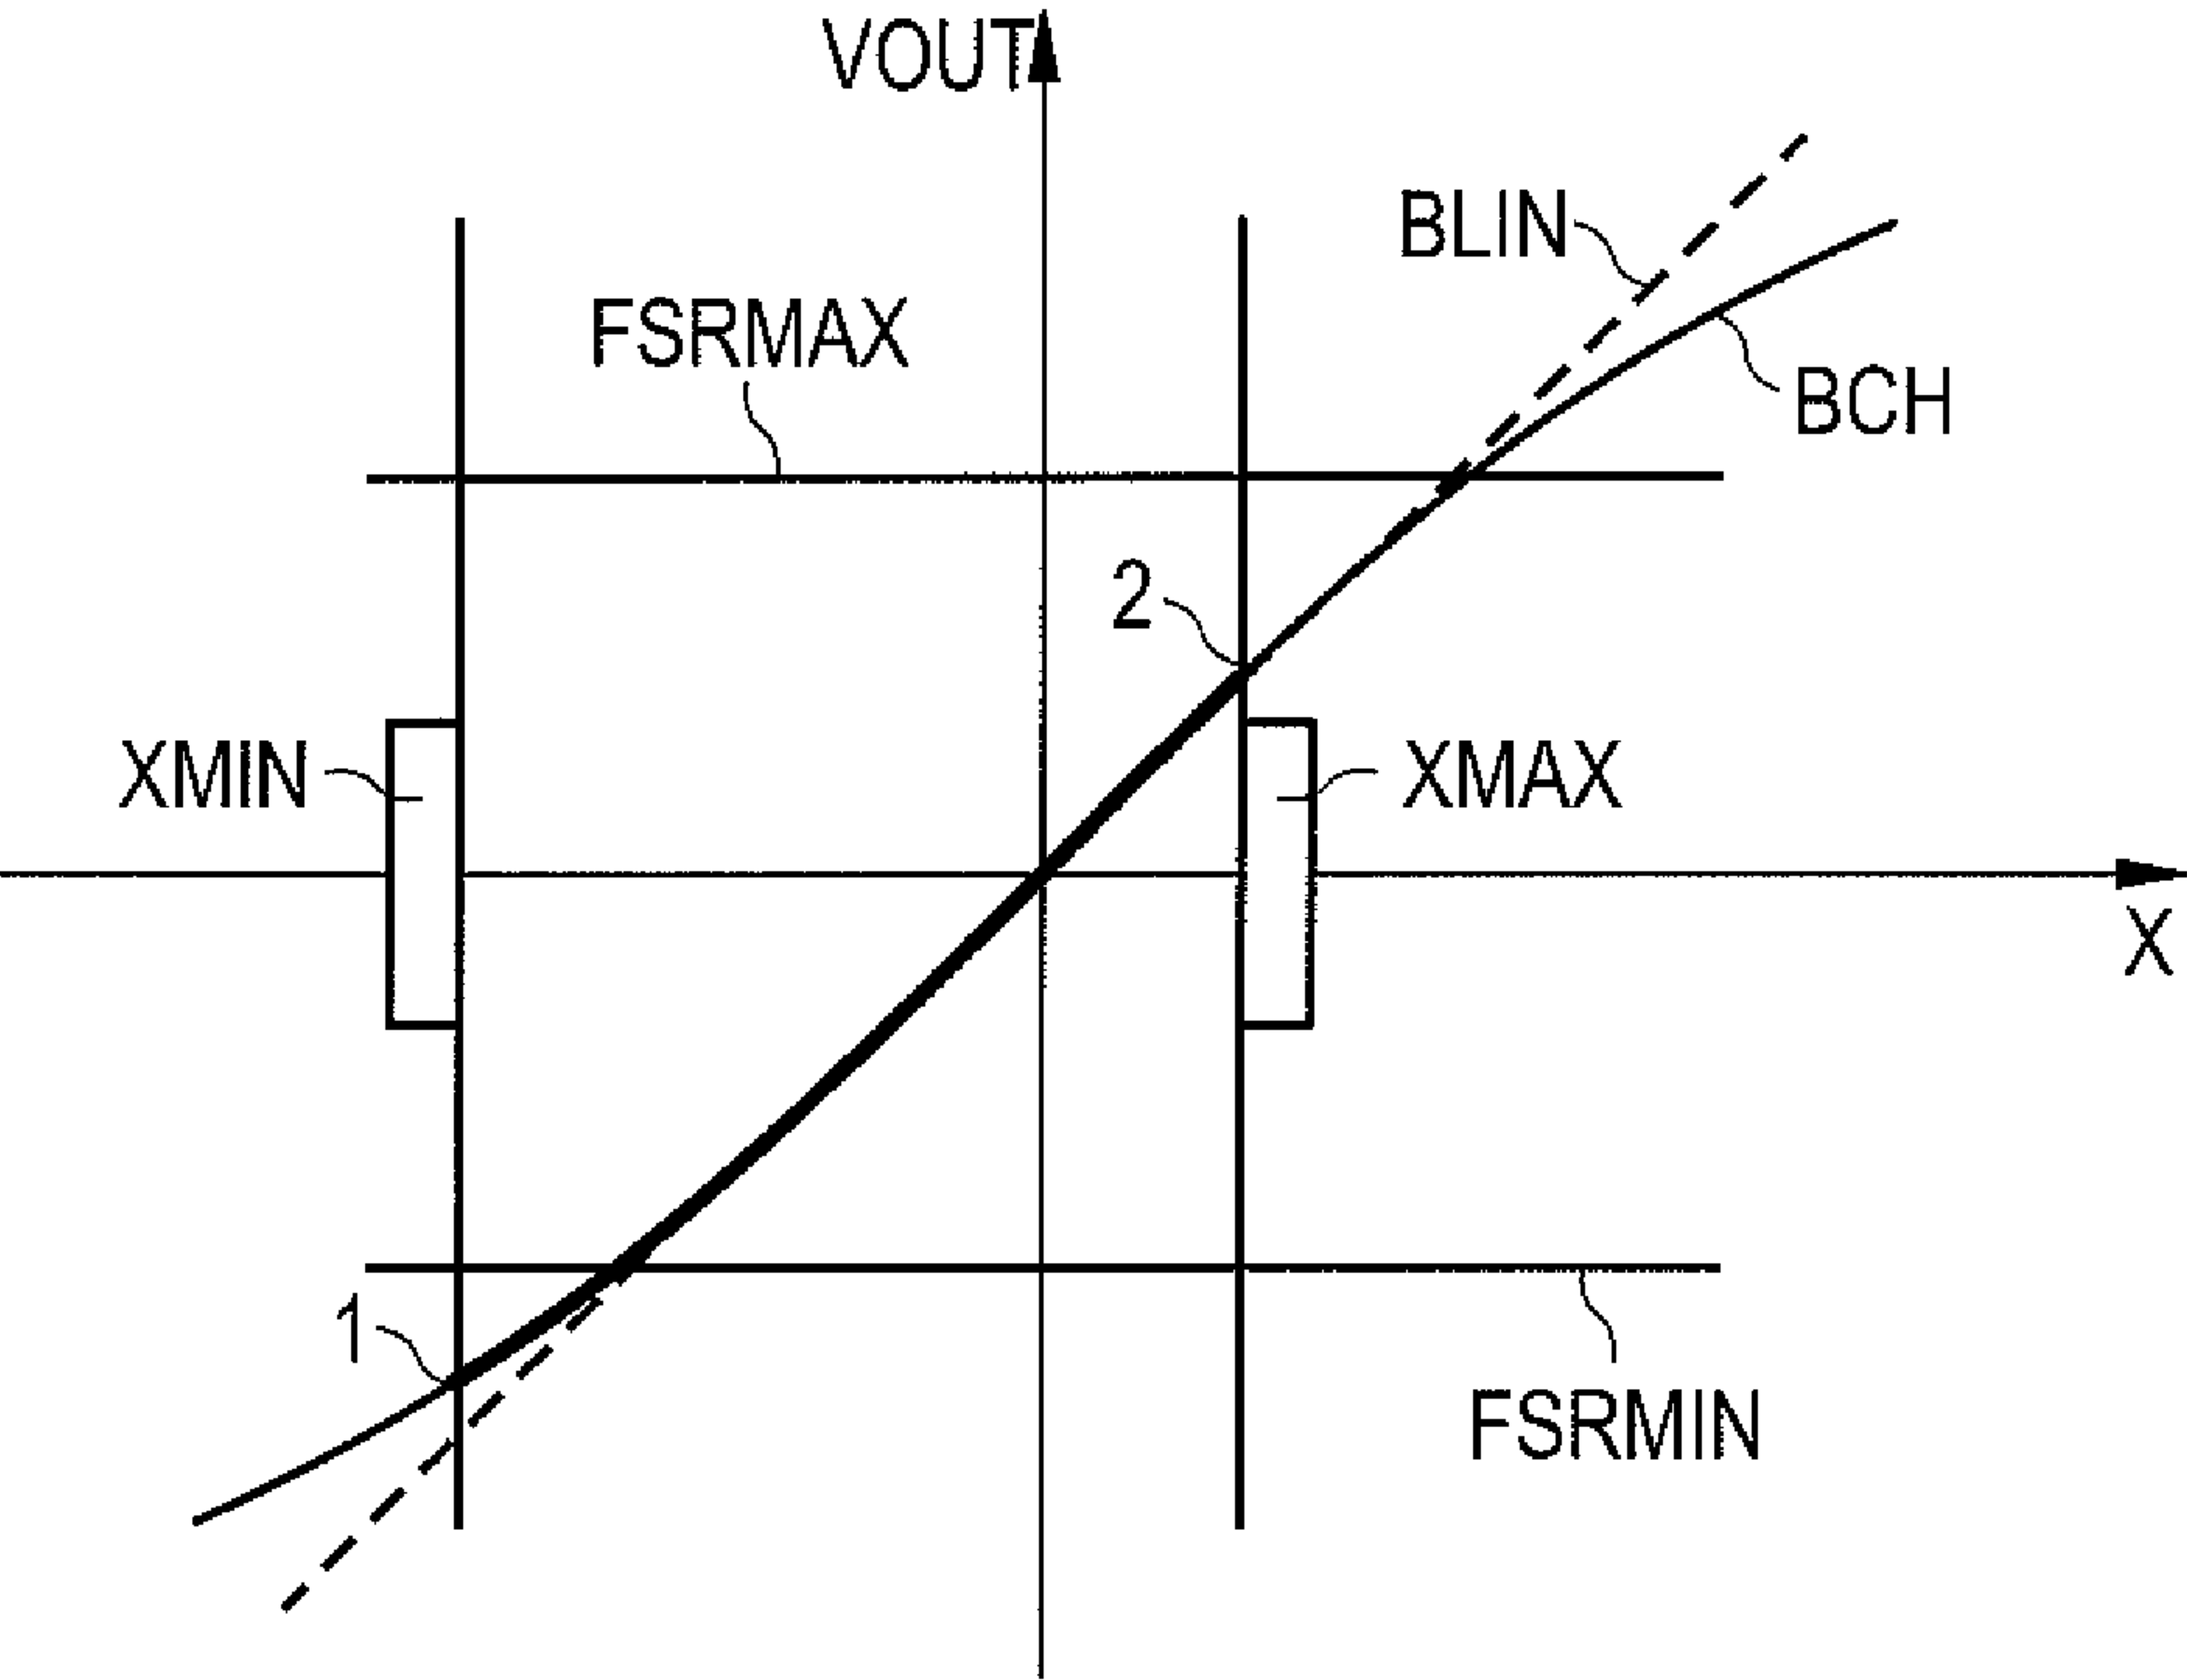 VOUT
BLIN
FSRMAX
BCH
2
XMIN
XMAX
X
1
FSRMIN